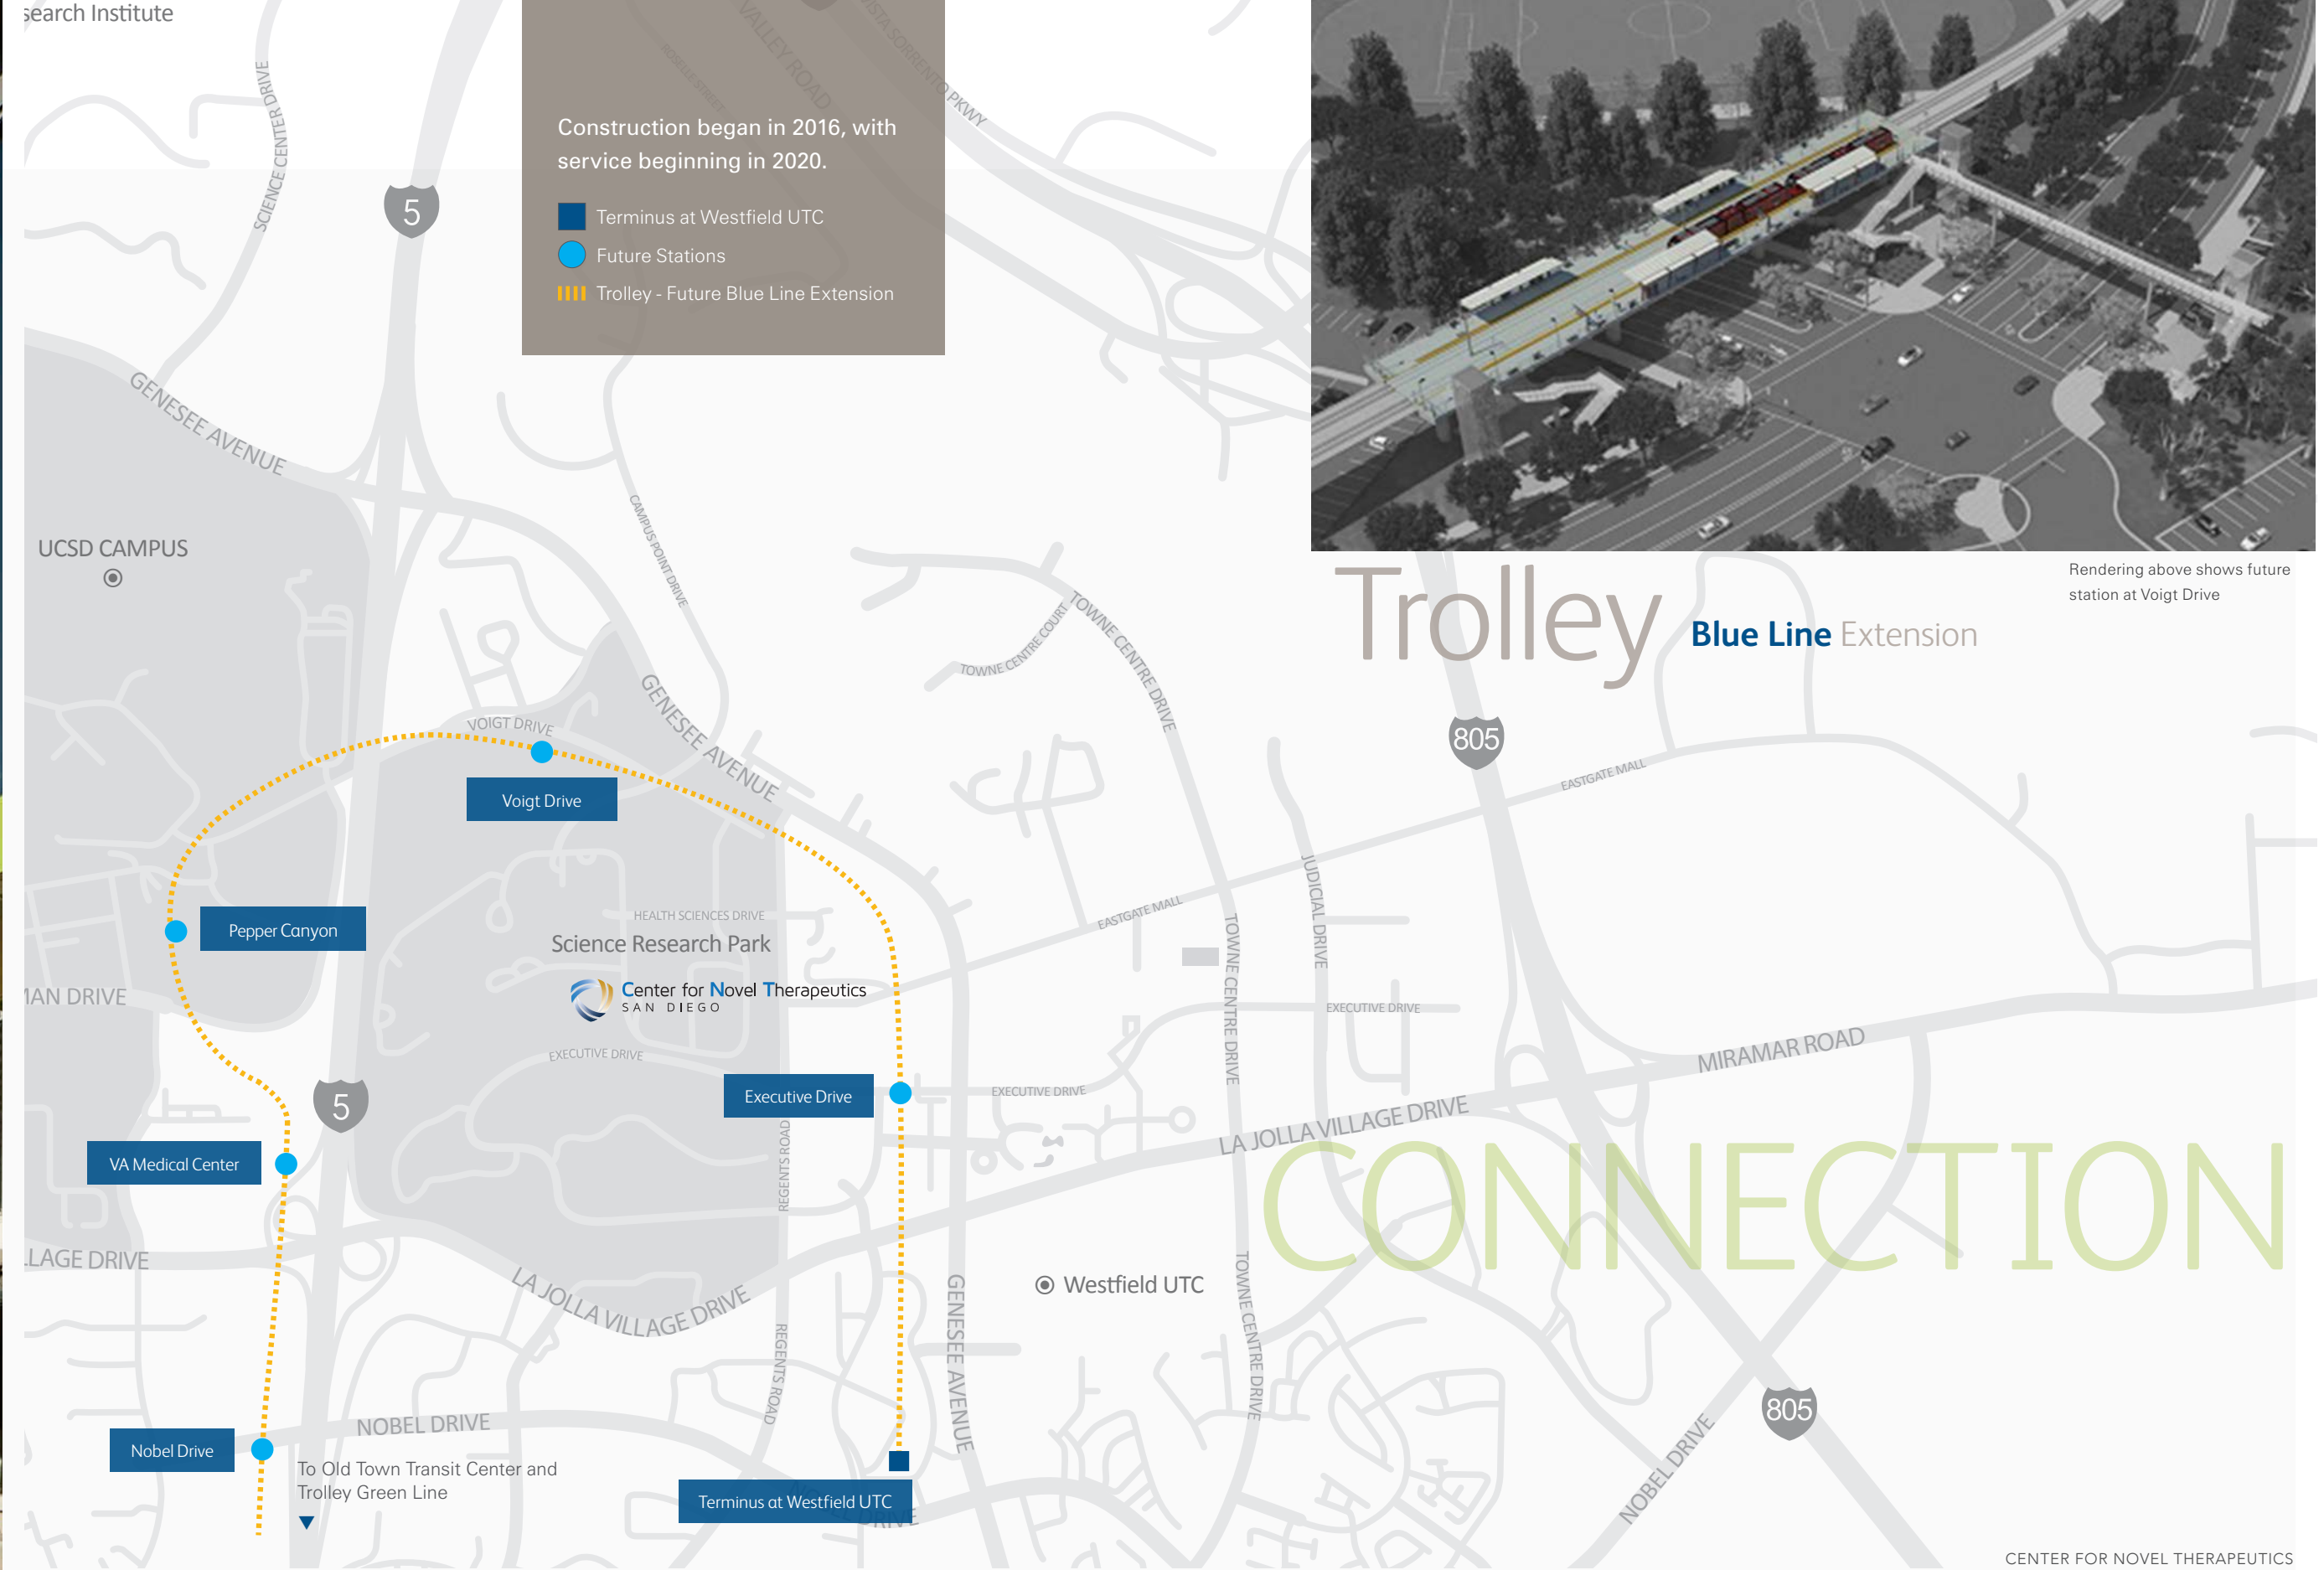 search Institute
SCIENCE CENTER DRIVE
5
ROSELLE STREET
VALLEY ROAD
VISTA SORRENTO PKWY
Construction began in 2016, with
service beginning in 2020.
Terminus at Westfield UTC
Future Stations
Trolley - Future Blue Line Extension
GENESEE AVENUE
UCSD CAMPUS
CAMPUS POINT DRIVE
Rendering above shows future
station at Voigt Drive
Trolley Blue Line Extension
TOWNE CENTRE COURT
TOWNE CENTRE DRIVE
GENESEE AVENUE
VOIGT DRIVE
Voigt Drive
805
EASTGATE MALL
JUDICIAL DRIVE
EASTGATE MALL
TOWNE CENTRE DRIVE
HEALTH SCIENCES DRIVE
Science Research Park
Pepper Canyon
Center for Novel Therapeutics
SAN DIEGO
MAN DRIVE
EXECUTIVE DRIVE
EXECUTIVE DRIVE
MIRAMAR ROAD
5
Executive Drive
EXECUTIVE DRIVE
LA JOLLA VILLAGE DRIVE
REGENTS ROAD
VA Medical Center
CONNECTION
LLAGE DRIVE
LA JOLLA VILLAGE DRIVE
Westfield UTC
GENESEE AVENUE
TOWNE CENTRE DRIVE
REGENTS ROAD
NOBEL DRIVE
805
NOBEL DRIVE
Nobel Drive
To Old Town Transit Center and
Trolley Green Line
Terminus at Westfield UTC
NOBEL DRIVE
CENTER FOR NOVEL THERAPEUTICS